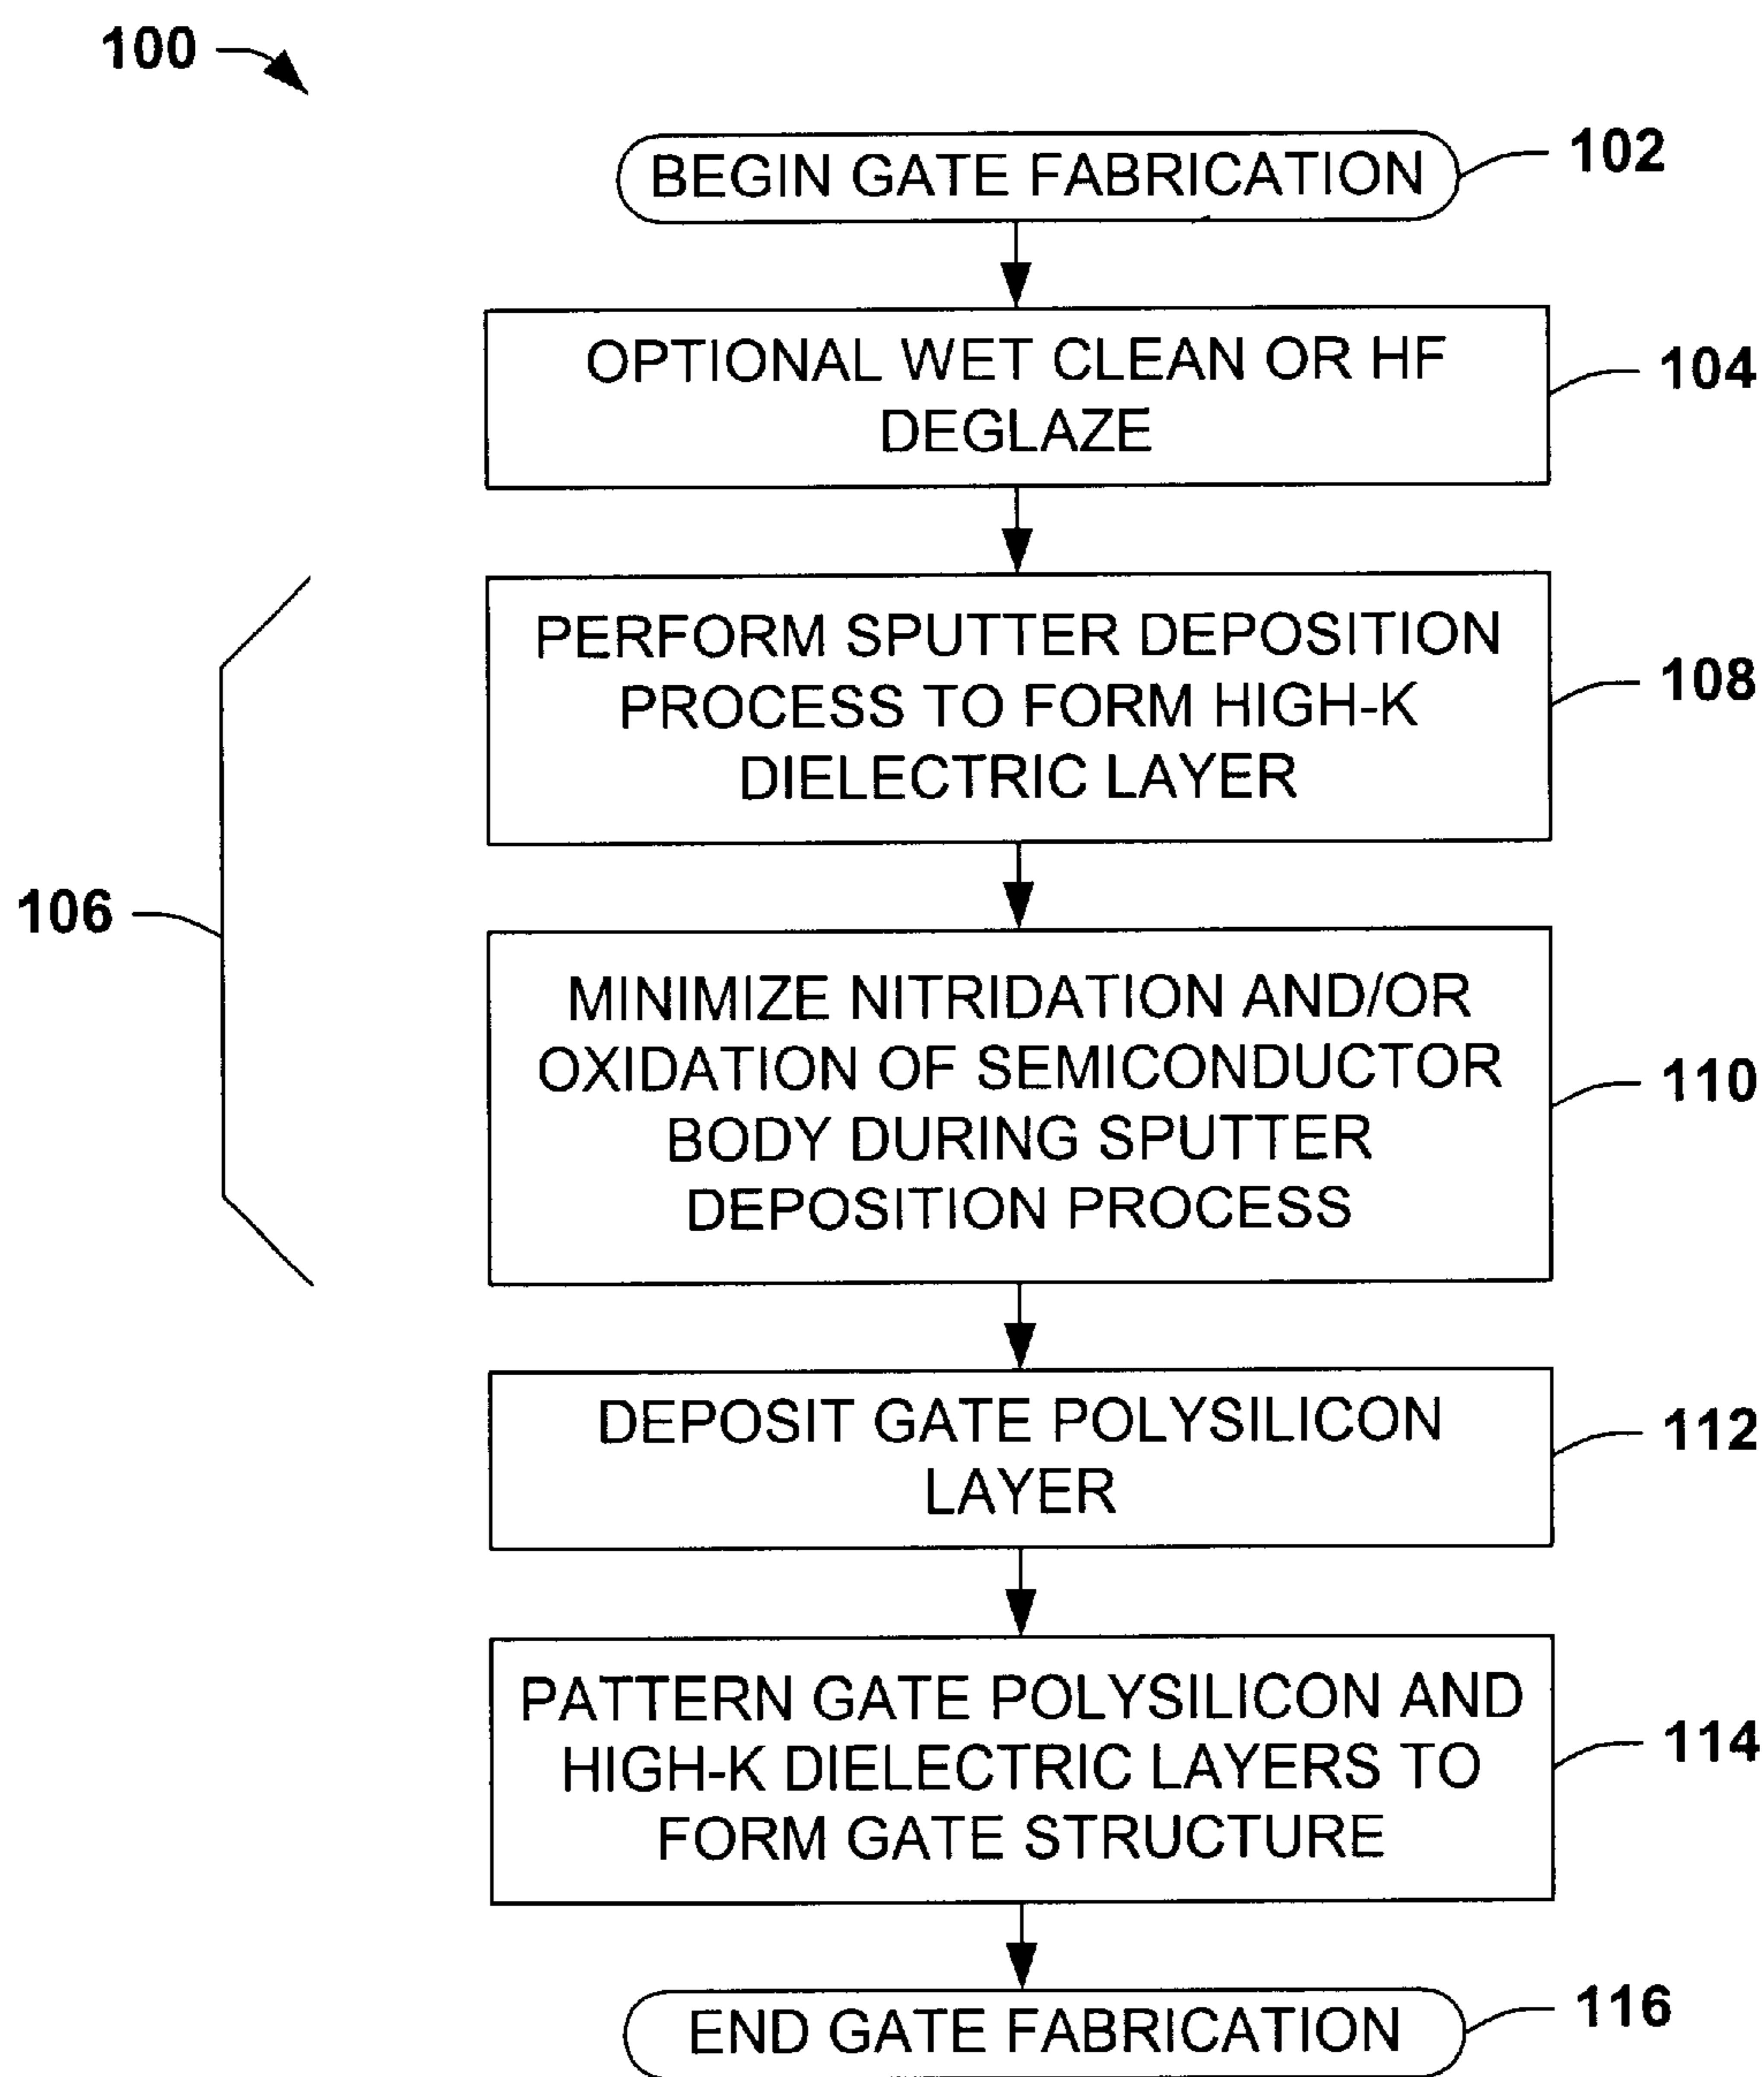 100
BEGIN GATE FABRICATION
102
OPTIONAL WET CLEAN OR HF
DEGLAZE
104
PERFORM SPUTTER DEPOSITION
PROCESS TO FORM HIGH-K
DIELECTRIC LAYER
108
106
MINIMIZE NITRIDATION AND/OR
OXIDATION OF SEMICONDUCTOR
BODY DURING SPUTTER
DEPOSITION PROCESS
110
DEPOSIT GATE POLYSILICON
LAYER
112
PATTERN GATE POLYSILICON AND
HIGH-K DIELECTRIC LAYERS TO
FORM GATE STRUCTURE
114
END GATE FABRICATION
116